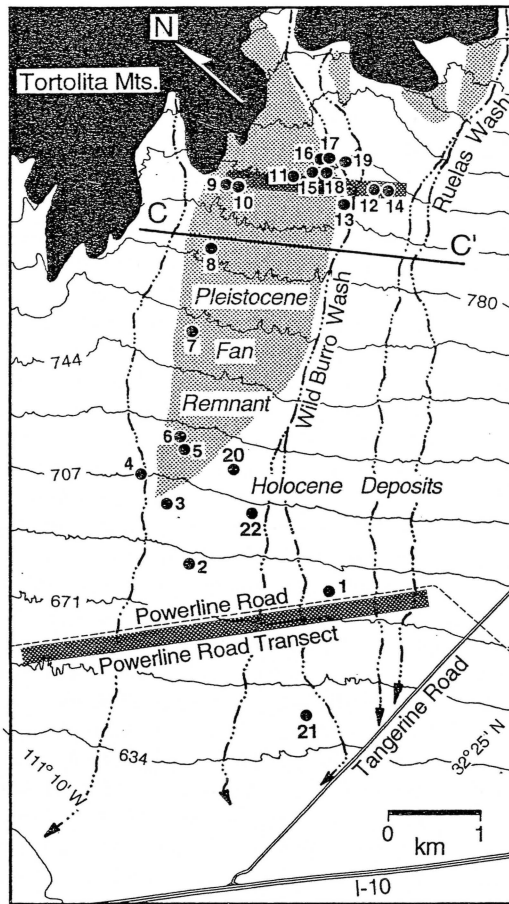 N
Tortolita Mts.
Ruelas Wash
16
17
19
11
15
18
9
10
12
14
13
C
C'
8
780
Pleistocene
Wild Burro Wash
7
Fan
744
Remnant
6
5
20
4
707
Holocene Deposits
3
22
2
1
671
Powerline Road
Powerline Road Transect
Tangerine Road
21
111° 10' W
634
32° 25' N
0 1
km
I-10